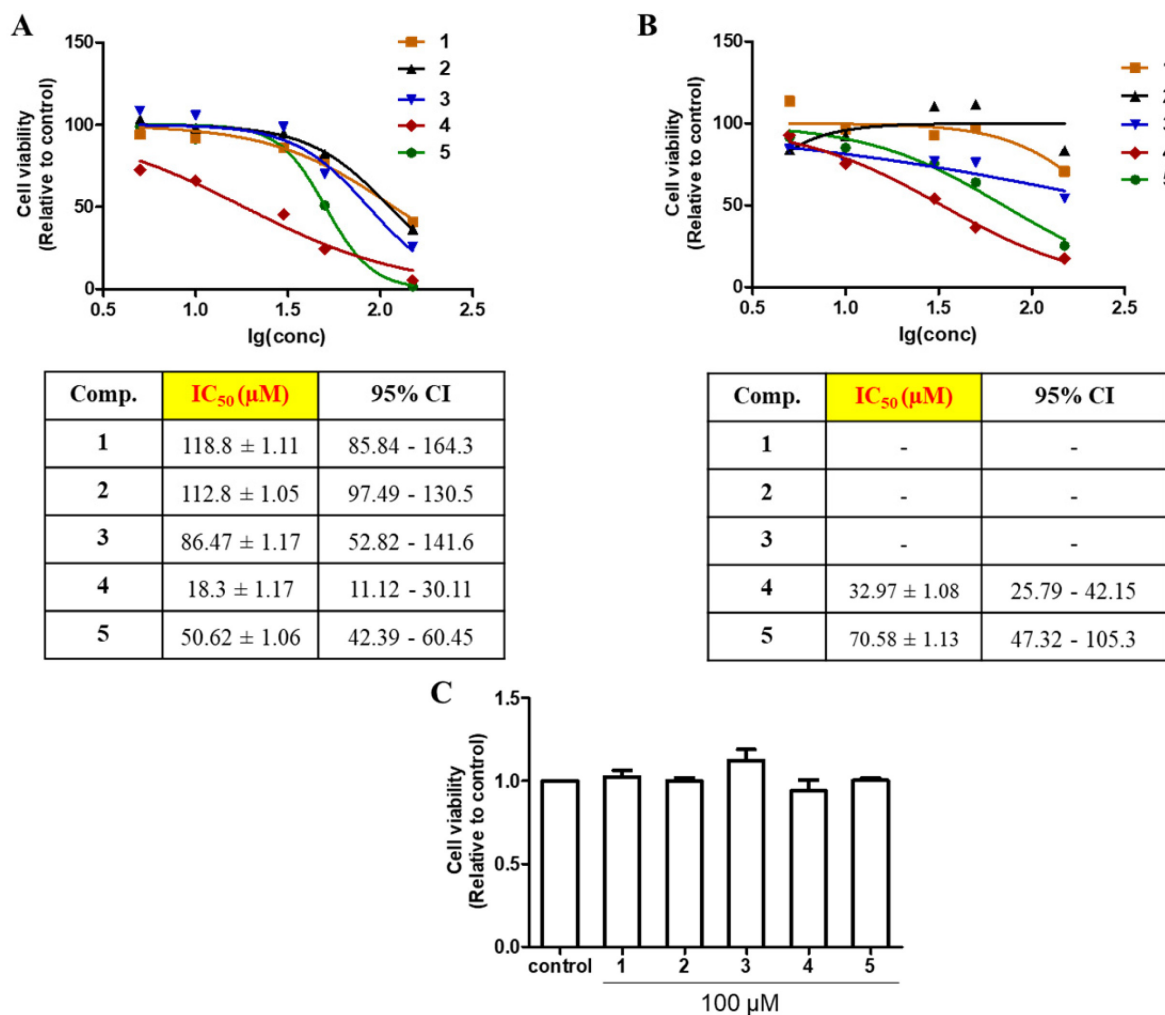 A
150
100
50
0
Cell viability
(Relative to control)
0.5 1.0 1.5 2.0 2.5
lg(conc)
1
2
3
4
5
Comp. IC₅₀ (µM) 95% CI
1 118.8 ± 1.11 85.84 - 164.3
2 112.8 ± 1.05 97.49 - 130.5
3 86.47 ± 1.17 52.82 - 141.6
4 18.3 ± 1.17 11.12 - 30.11
5 50.62 ± 1.06 42.39 - 60.45
B
150
100
50
0
Cell viability
(Relative to control)
0.5 1.0 1.5 2.0 2.5
lg(conc)
Comp. IC₅₀ (µM) 95% CI
1 - -
2 - -
3 - -
4 32.97 ± 1.08 25.79 - 42.15
5 70.58 ± 1.13 47.32 - 105.3
C
1.5
1.0
0.5
0.0
Cell viability
(Relative to control)
control 1 2 3 4 5
100 µM